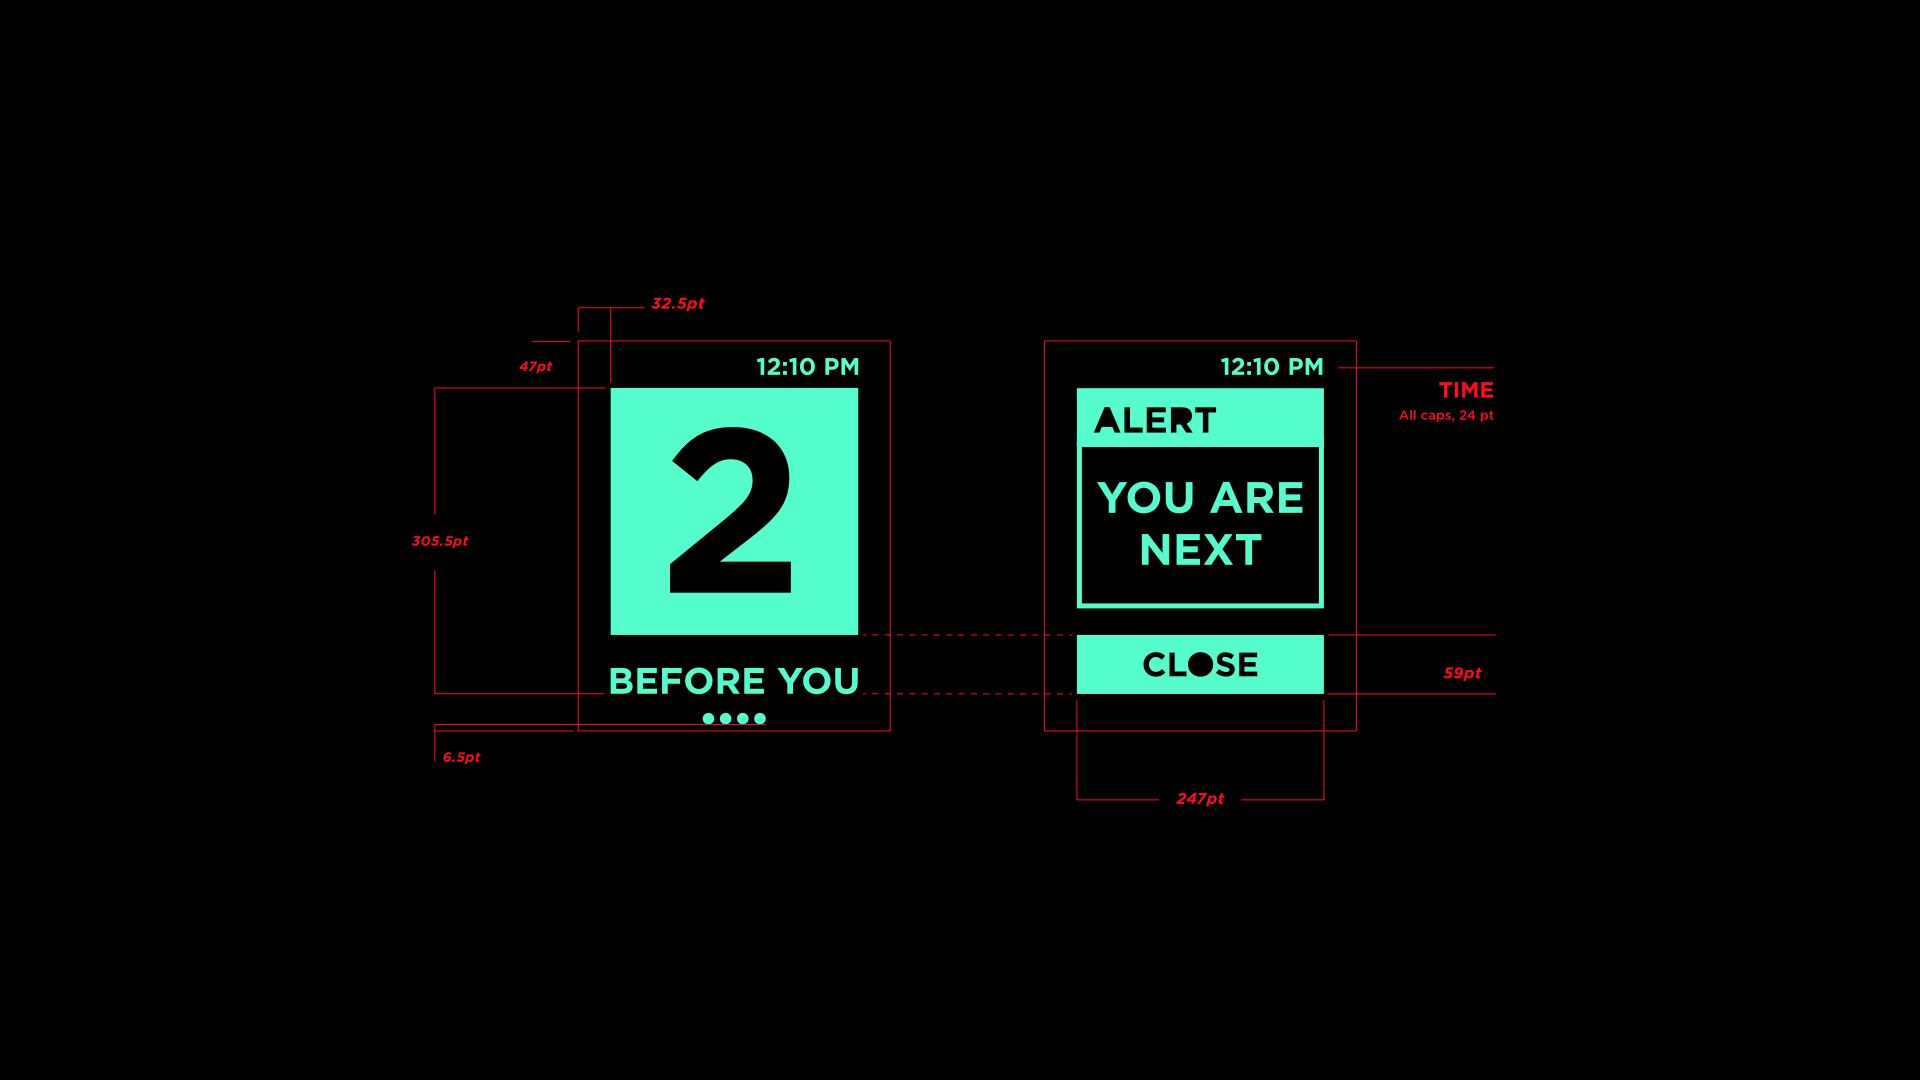 32.5pt
47pt
12:10 PM
2
305.5pt
BEFORE YOU
6.5pt
12:10 PM
TIME
All caps, 24 pt
ALERT
YOU ARE
NEXT
CLOSE
59pt
247pt